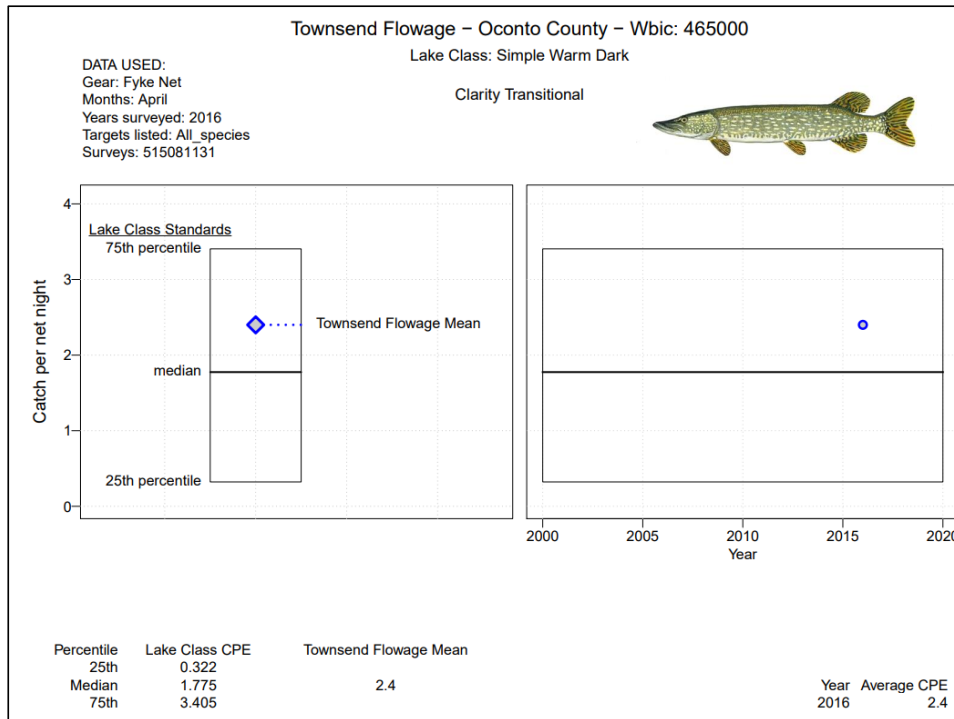 Townsend Flowage − Oconto County − Wbic: 465000
Lake Class: Simple Warm Dark
Clarity Transitional
DATA USED:
Gear: Fyke Net
Months: April
Years surveyed: 2016
Targets listed: All_species
Surveys: 515081131
Catch per net night
4
3
2
1
0
Lake Class Standards
75th percentile
Townsend Flowage Mean
median
25th percentile
2000 2005 2010 2015 2020
Year
Percentile Lake Class CPE Townsend Flowage Mean
25th 0.322
Median 1.775 2.4
75th 3.405
Year Average CPE
2016 2.4